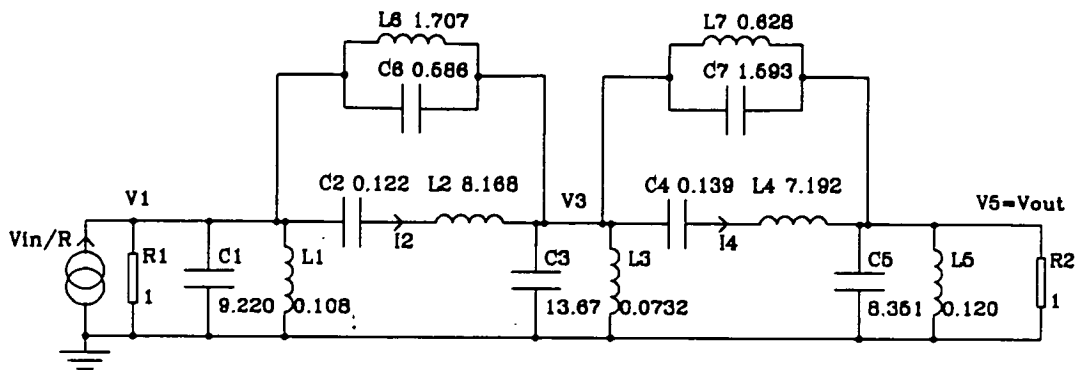 L6 1.707
C6 0.586
L7 0.628
C7 1.593
V1
C2 0.122
L2 8.168
V3
C4 0.139
L4 7.192
V5=Vout
Vin/R
R1
1
C1
9.220
L1
0.108
I2
C3
13.67
L3
0.0732
I4
C5
8.351
L5
0.120
R2
1